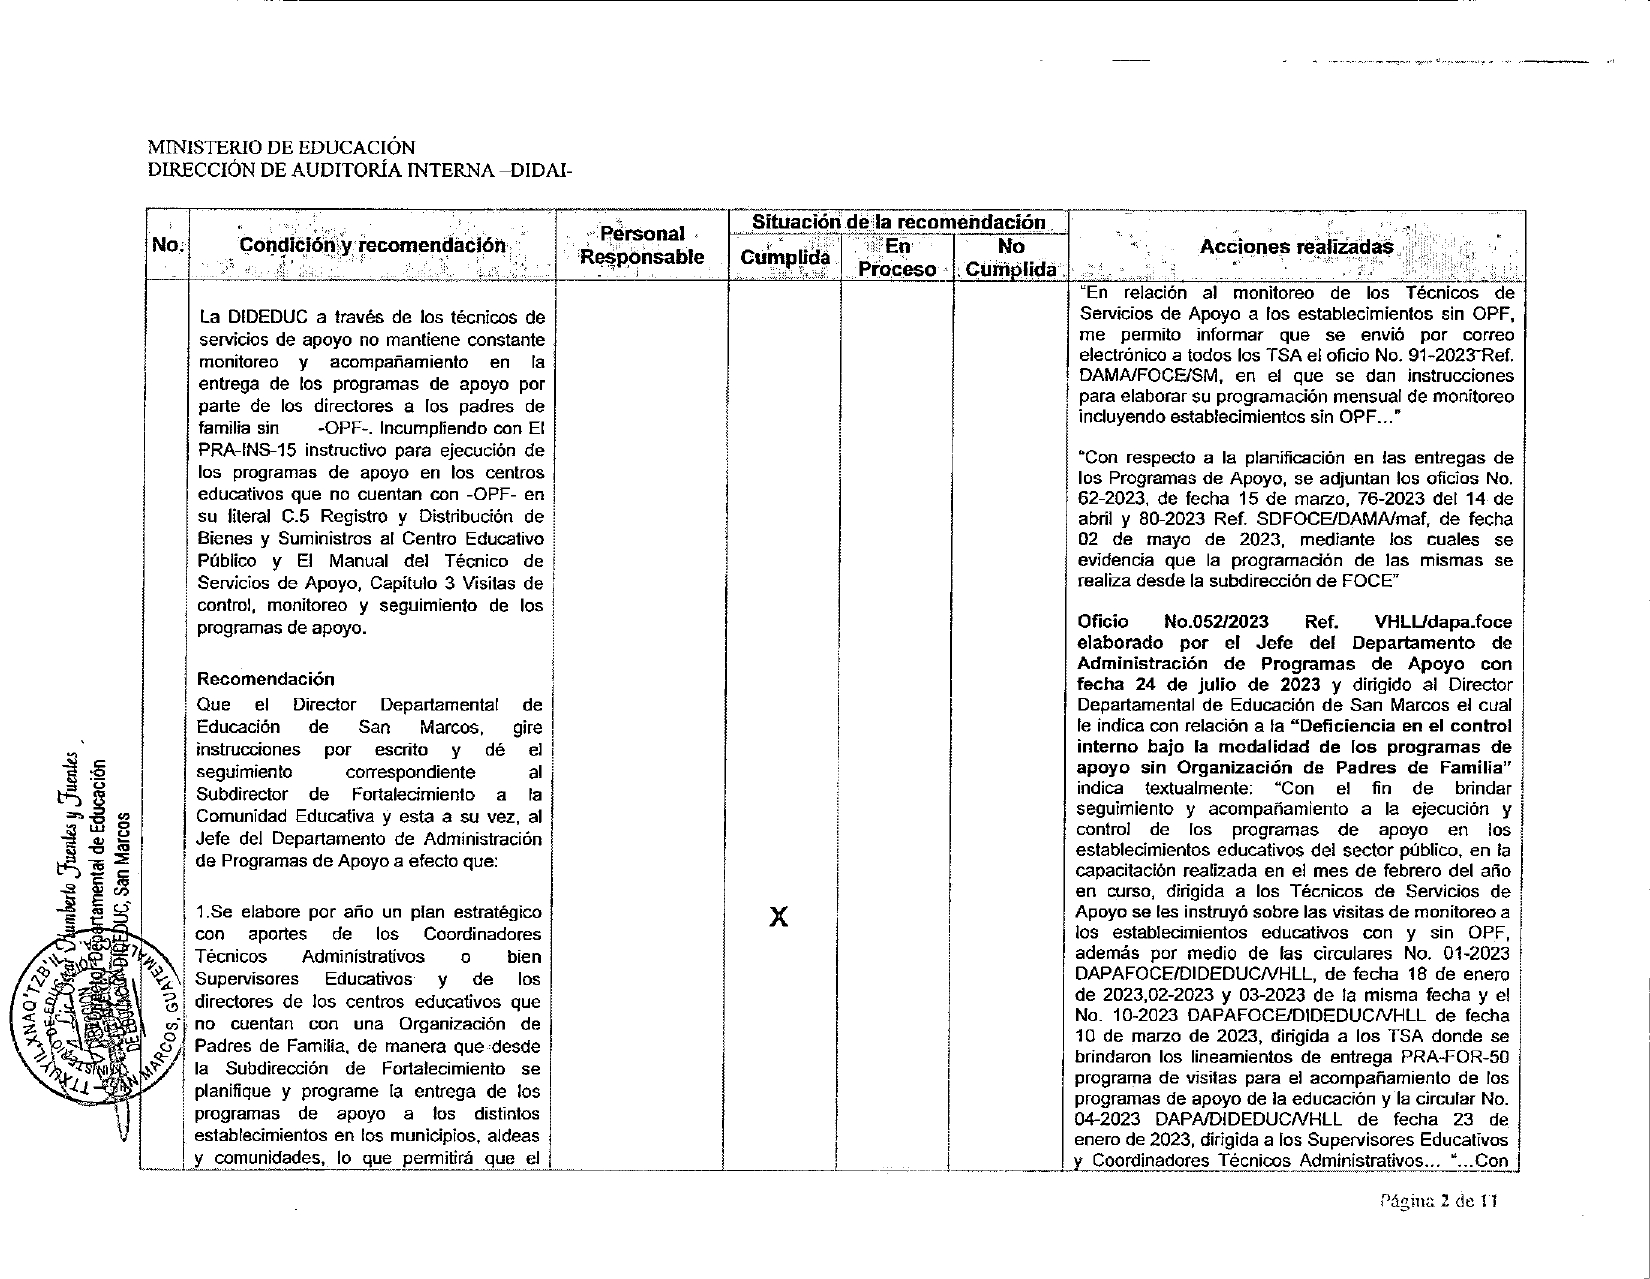 MINISTERIO DE EDUCACIÓN
DIRECCIÓN DE AUDITORÍA INTERNA –DIDAI-
No.
Condición y recomendación
Personal
Responsable
Situación de la recomendación
Cumplida
En
Proceso
No
Cumplida
Acciones realizadas
La DIDEDUC a través de los técnicos de
servicios de apoyo no mantiene constante
monitoreo y acompañamiento en la
entrega de los programas de apoyo por
parte de los directores a los padres de
familia sin -OPF-. Incumpliendo con El
PRA-INS-15 instructivo para ejecución de
los programas de apoyo en los centros
educativos que no cuentan con -OPF- en
su literal C.5 Registro y Distribución de
Bienes y Suministros al Centro Educativo
Público y El Manual del Técnico de
Servicios de Apoyo, Capítulo 3 Visitas de
control, monitoreo y seguimiento de los
programas de apoyo.
Recomendación
Que el Director Departamental de
Educación de San Marcos, gire
instrucciones por escrito y dé el
seguimiento correspondiente al
Subdirector de Fortalecimiento a la
Comunidad Educativa y esta a su vez, al
Jefe del Departamento de Administración
de Programas de Apoyo a efecto que:
1.Se elabore por año un plan estratégico
con aportes de los Coordinadores
Técnicos Administrativos o bien
Supervisores Educativos y de los
directores de los centros educativos que
no cuentan con una Organización de
Padres de Familia, de manera que desde
la Subdirección de Fortalecimiento se
planifique y programe la entrega de los
programas de apoyo a los distintos
establecimientos en los municipios, aldeas
y comunidades, lo que permitirá que el
X
"En relación al monitoreo de los Técnicos de
Servicios de Apoyo a los establecimientos sin OPF,
me permito informar que se envió por correo
electrónico a todos los TSA el oficio No. 91-2023-Ref.
DAMA/FOCE/SM, en el que se dan instrucciones
para elaborar su programación mensual de monitoreo
incluyendo establecimientos sin OPF..."
"Con respecto a la planificación en las entregas de
los Programas de Apoyo, se adjuntan los oficios No.
62-2023, de fecha 15 de marzo, 76-2023 del 14 de
abril y 80-2023 Ref. SDFOCE/DAMA/maf, de fecha
02 de mayo de 2023, mediante los cuales se
evidencia que la programación de las mismas se
realiza desde la subdirección de FOCE"
Oficio No.052/2023 Ref. VHLL/dapa.foce
elaborado por el Jefe del Departamento de
Administración de Programas de Apoyo con
fecha 24 de julio de 2023 y dirigido al Director
Departamental de Educación de San Marcos el cual
le indica con relación a la "Deficiencia en el control
interno bajo la modalidad de los programas de
apoyo sin Organización de Padres de Familia"
indica textualmente: "Con el fin de brindar
seguimiento y acompañamiento a la ejecución y
control de los programas de apoyo en los
establecimientos educativos del sector público, en la
capacitación realizada en el mes de febrero del año
en curso, dirigida a los Técnicos de Servicios de
Apoyo se les instruyó sobre las visitas de monitoreo a
los establecimientos educativos con y sin OPF,
además por medio de las circulares No. 01-2023
DAPAFOCE/DIDEDUC/VHLL, de fecha 18 de enero
de 2023,02-2023 y 03-2023 de la misma fecha y el
No. 10-2023 DAPAFOCE/DIDEDUC/VHLL de fecha
10 de marzo de 2023, dirigida a los TSA donde se
brindaron los lineamientos de entrega PRA-FOR-50
programa de visitas para el acompañamiento de los
programas de apoyo de la educación y la circular No.
04-2023 DAPA/DIDEDUC/VHLL de fecha 23 de
enero de 2023, dirigida a los Supervisores Educativos
y Coordinadores Técnicos Administrativos... "...Con
Lic. Oscar Humberto Fuentes y Fuentes
Director Departamental de Educación
DIDEDUC, San Marcos
SAN MARCOS, GUATEMALA
Página 2 de 11